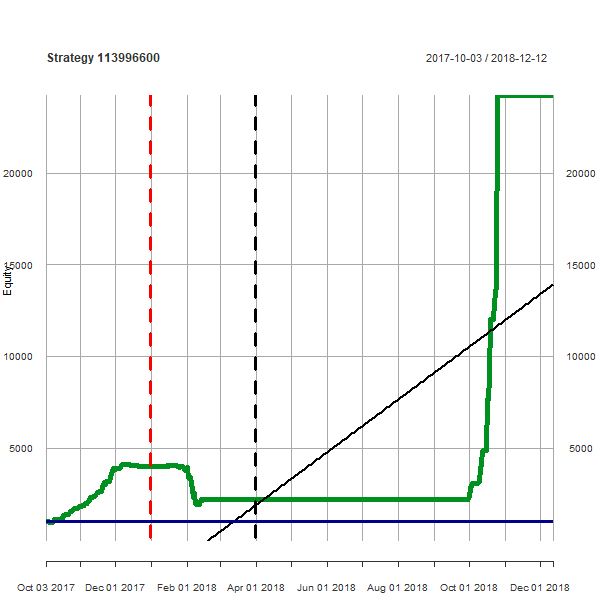 Strategy 113996600
2017-10-03 / 2018-12-12
20000
20000
15000
15000
Equity
10000
10000
5000
5000
Oct 03 2017
Dec 01 2017
Feb 01 2018
Apr 01 2018
Jun 01 2018
Aug 01 2018
Oct 01 2018
Dec 01 2018